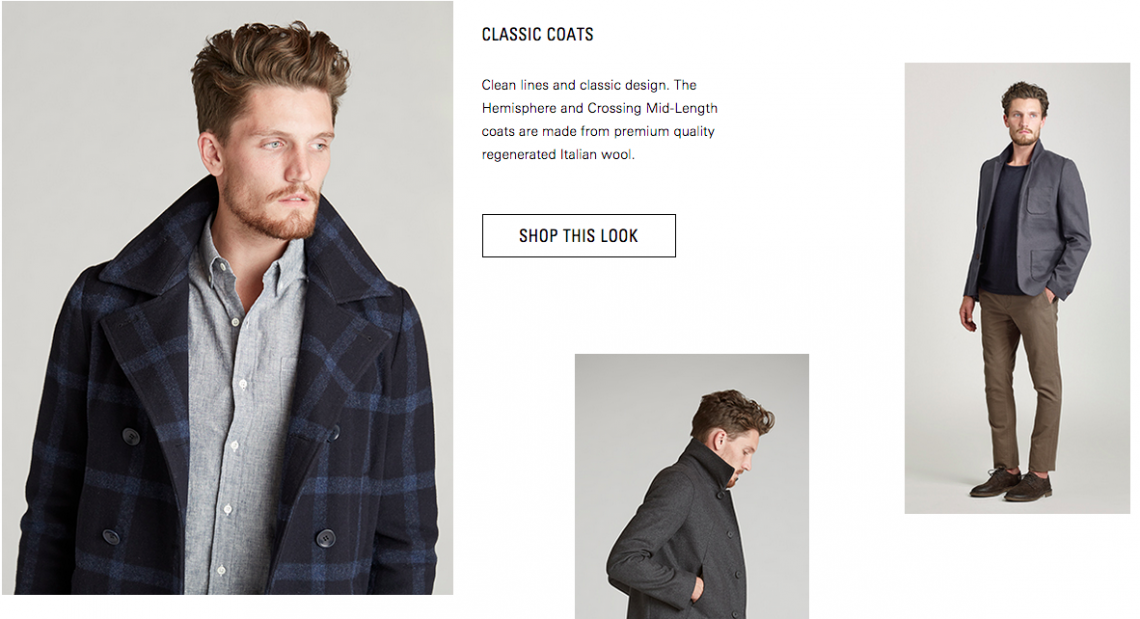 CLASSIC COATS
Clean lines and classic design. The
Hemisphere and Crossing Mid-Length
coats are made from premium quality
regenerated Italian wool.
SHOP THIS LOOK